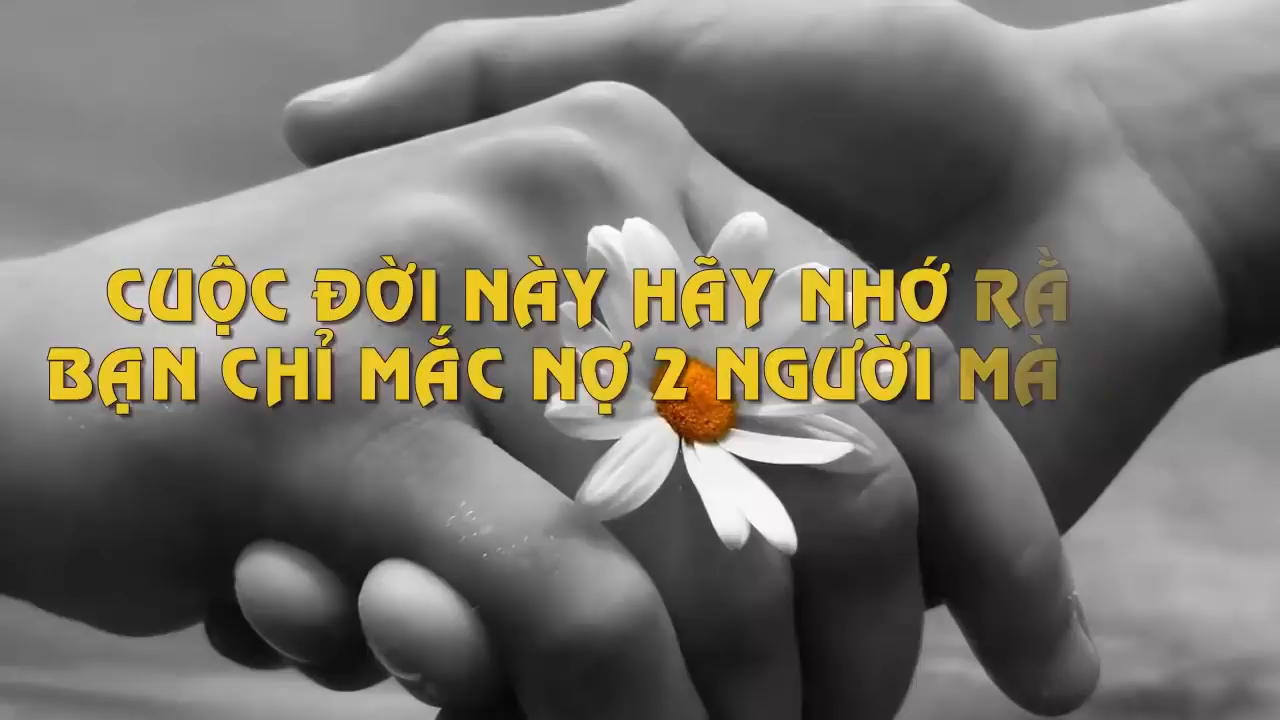 CUỘC ĐỜI NÀY HÃY NHỚ RẰ
BẠN CHỈ MẮC NỢ 2 NGƯỜI MÀ